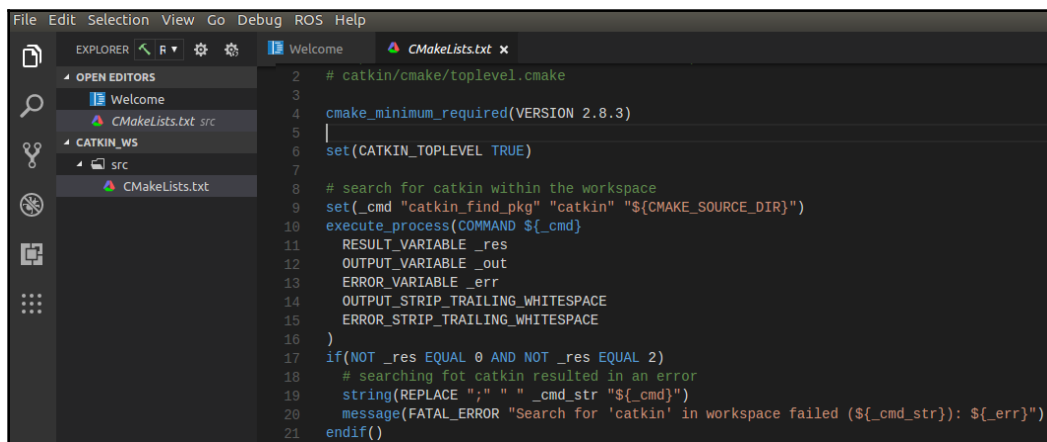 File Edit Selection View Go Debug ROS Help
EXPLORER R
OPEN EDITORS
Welcome
CMakeLists.txt src
CATKIN_WS
src
CMakeLists.txt
Welcome
CMakeLists.txt ×
2 # catkin/cmake/toplevel.cmake
3
4 cmake_minimum_required(VERSION 2.8.3)
5
6 set(CATKIN_TOPLEVEL TRUE)
7
8 # search for catkin within the workspace
9 set(_cmd "catkin_find_pkg" "catkin" "${CMAKE_SOURCE_DIR}")
10 execute_process(COMMAND ${_cmd}
11 RESULT_VARIABLE _res
12 OUTPUT_VARIABLE _out
13 ERROR_VARIABLE _err
14 OUTPUT_STRIP_TRAILING_WHITESPACE
15 ERROR_STRIP_TRAILING_WHITESPACE
16 )
17 if(NOT _res EQUAL 0 AND NOT _res EQUAL 2)
18 # searching fot catkin resulted in an error
19 string(REPLACE ";" " " _cmd_str "${_cmd}")
20 message(FATAL_ERROR "Search for 'catkin' in workspace failed (${_cmd_str}): ${_err}")
21 endif()